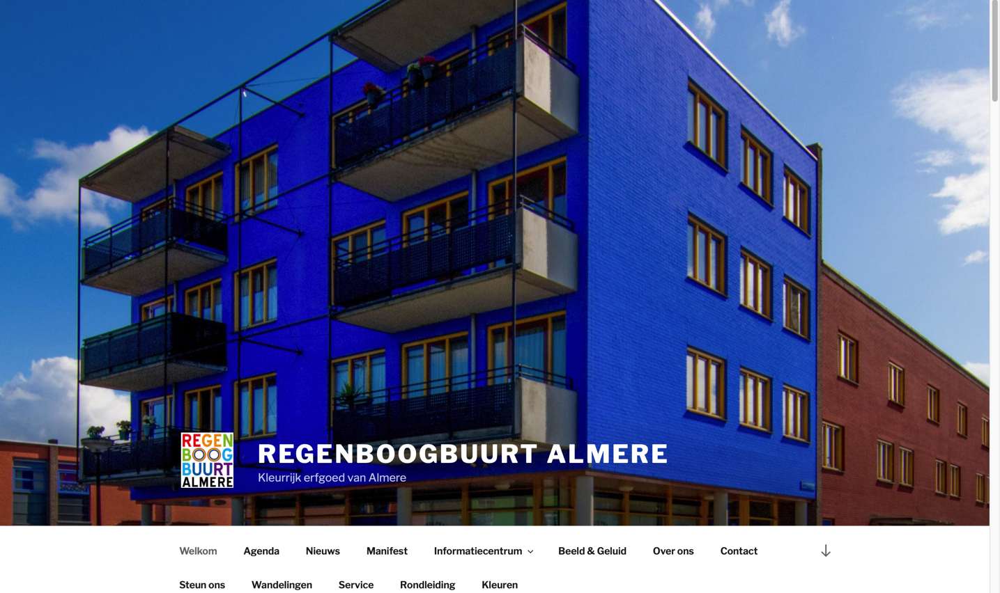 REGEN
BOOG
BUURT
ALMERE
REGENBOOGBUURT ALMERE
Kleurrijk erfgoed van Almere
Welkom Agenda Nieuws Manifest Informatiecentrum Beeld & Geluid Over ons Contact
Steun ons Wandelingen Service Rondleiding Kleuren